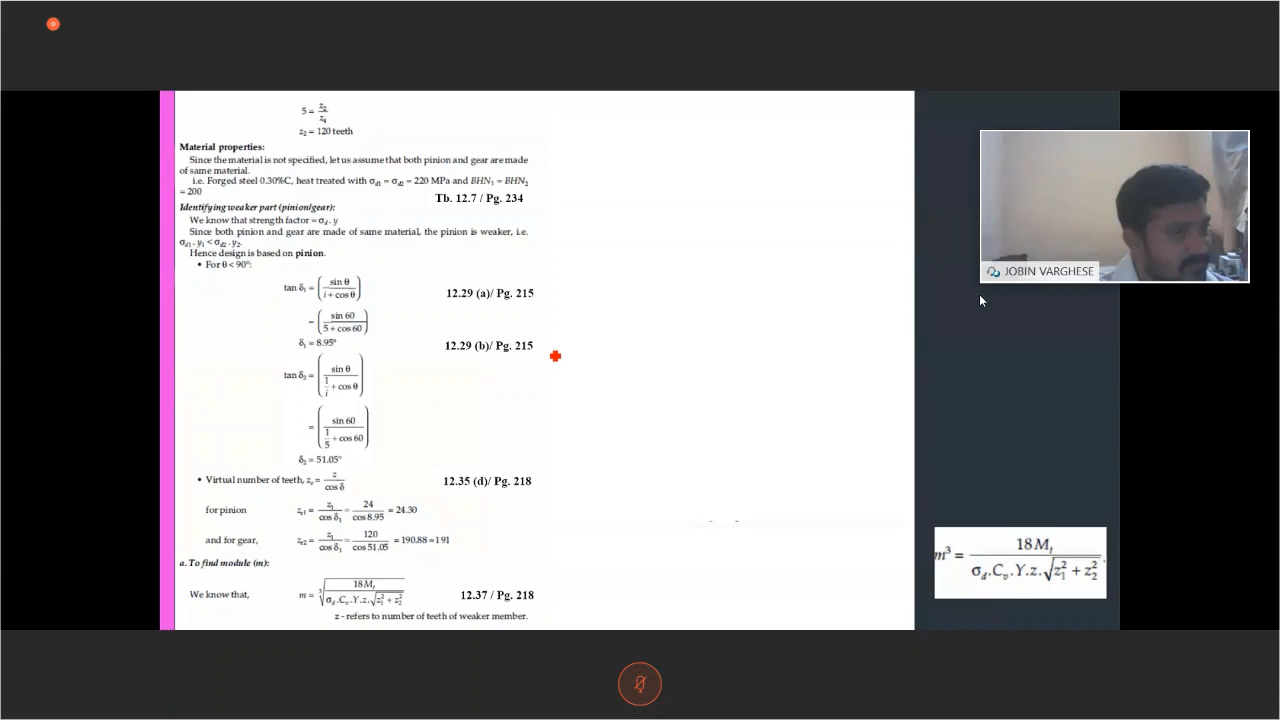 5 = z₂/z₄
z₂ = 120 teeth
Material properties:
Since the material is not specified, let us assume that both pinion and gear are made
of same material.
i.e. Forged steel 0.30%C, heat treated with σd1 = σd2 = 220 MPa and BHN₁ = BHN₂
= 200
Tb. 12.7 / Pg. 234
Identifying weaker part (pinion/gear):
We know that strength factor = σd . y
Since both pinion and gear are made of same material, the pinion is weaker, i.e.
σd1 . y₁ < σd2 . y₂.
Hence design is based on pinion.
• For θ < 90°:
tan δ₁ = (sin θ / i + cos θ) 12.29 (a)/ Pg. 215
= (sin 60 / 5 + cos 60)
δ₁ = 8.95°
12.29 (b)/ Pg. 215
tan δ₂ = (sin θ / 1/i + cos θ)
= (sin 60 / 1/5 + cos 60)
δ₂ = 51.05°
• Virtual number of teeth, zᵥ = z / cos δ 12.35 (d)/ Pg. 218
for pinion zv1 = z₁ / cos δ₁ = 24 / cos 8.95 = 24.30
and for gear, zv2 = z₁ / cos δ₁ = 120 / cos 51.05 = 190.88 = 191
a. To find module (m):
We know that, m = ∛(18Mt / σd.Cv.Y.z.√(z₁² + z₂²)) 12.37 / Pg. 218
z - refers to number of teeth of weaker member.
JOBIN VARGHESE
m³ = 18Mt / σd.Cv.Y.z.√(z₁² + z₂²) .